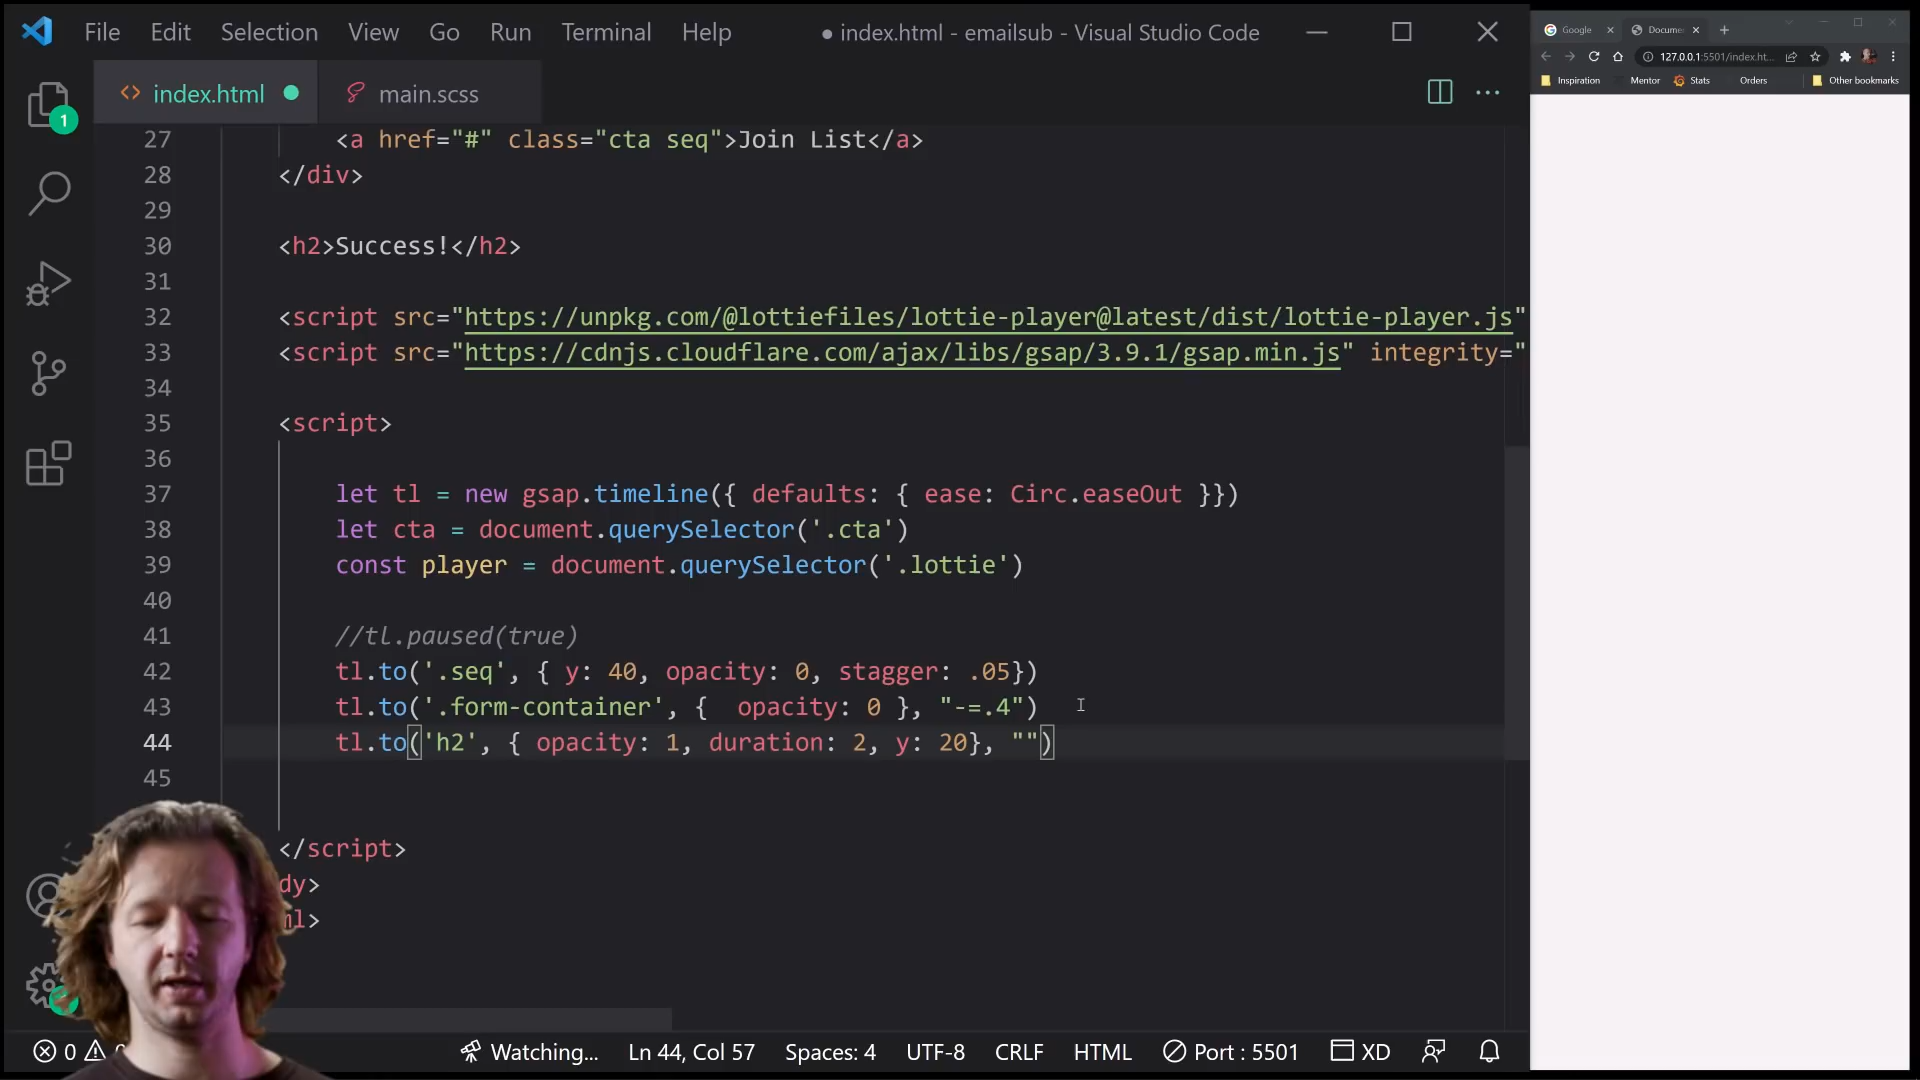 File Edit Selection View Go Run Terminal Help ● index.html - emailsub - Visual Studio Code
Google Docume
127.0.0.1:5501/index.ht...
Inspiration Mentor Stats Orders Other bookmarks
index.html main.scss
1
27 <a href="#" class="cta seq">Join List</a>
28 </div>
29
30 <h2>Success!</h2>
31
32 <script src="https://unpkg.com/@lottiefiles/lottie-player@latest/dist/lottie-player.js"
33 <script src="https://cdnjs.cloudflare.com/ajax/libs/gsap/3.9.1/gsap.min.js" integrity="
34
35 <script>
36
37 let tl = new gsap.timeline({ defaults: { ease: Circ.easeOut }})
38 let cta = document.querySelector('.cta')
39 const player = document.querySelector('.lottie')
40
41 //tl.paused(true)
42 tl.to('.seq', { y: 40, opacity: 0, stagger: .05})
43 tl.to('.form-container', {  opacity: 0 }, "-=.4")
44 tl.to('h2', { opacity: 1, duration: 2, y: 20}, "")
45
</script>
dy>
ml>
0 Watching... Ln 44, Col 57 Spaces: 4 UTF-8 CRLF HTML Port : 5501 XD